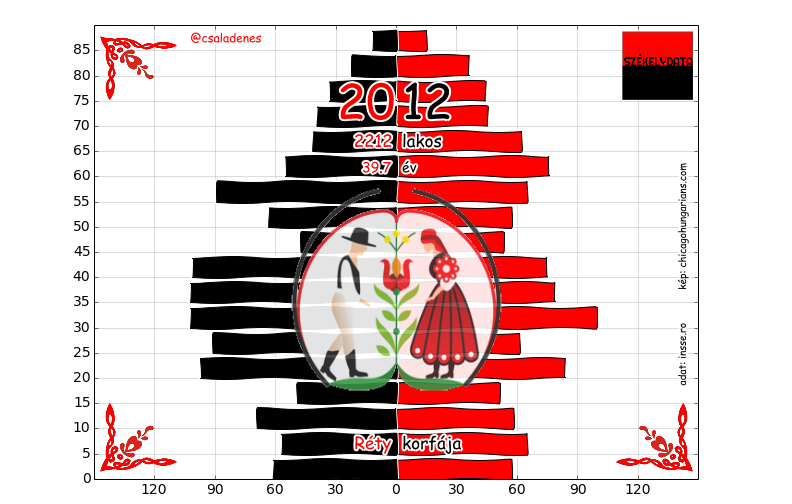 @csaladenes
SZÉKELYDATA
2012
2212 lakos
39.7 év
kép: chicagohungarians.com
adat: insse.ro
Réty korfája
85
80
75
70
65
60
55
50
45
40
35
30
25
20
15
10
5
0
120 90 60 30 0 30 60 90 120